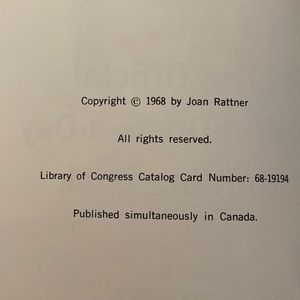 Copyright © 1968 by Joan Rattner
All rights reserved.
Library of Congress Catalog Card Number: 68-19194
Published simultaneously in Canada.